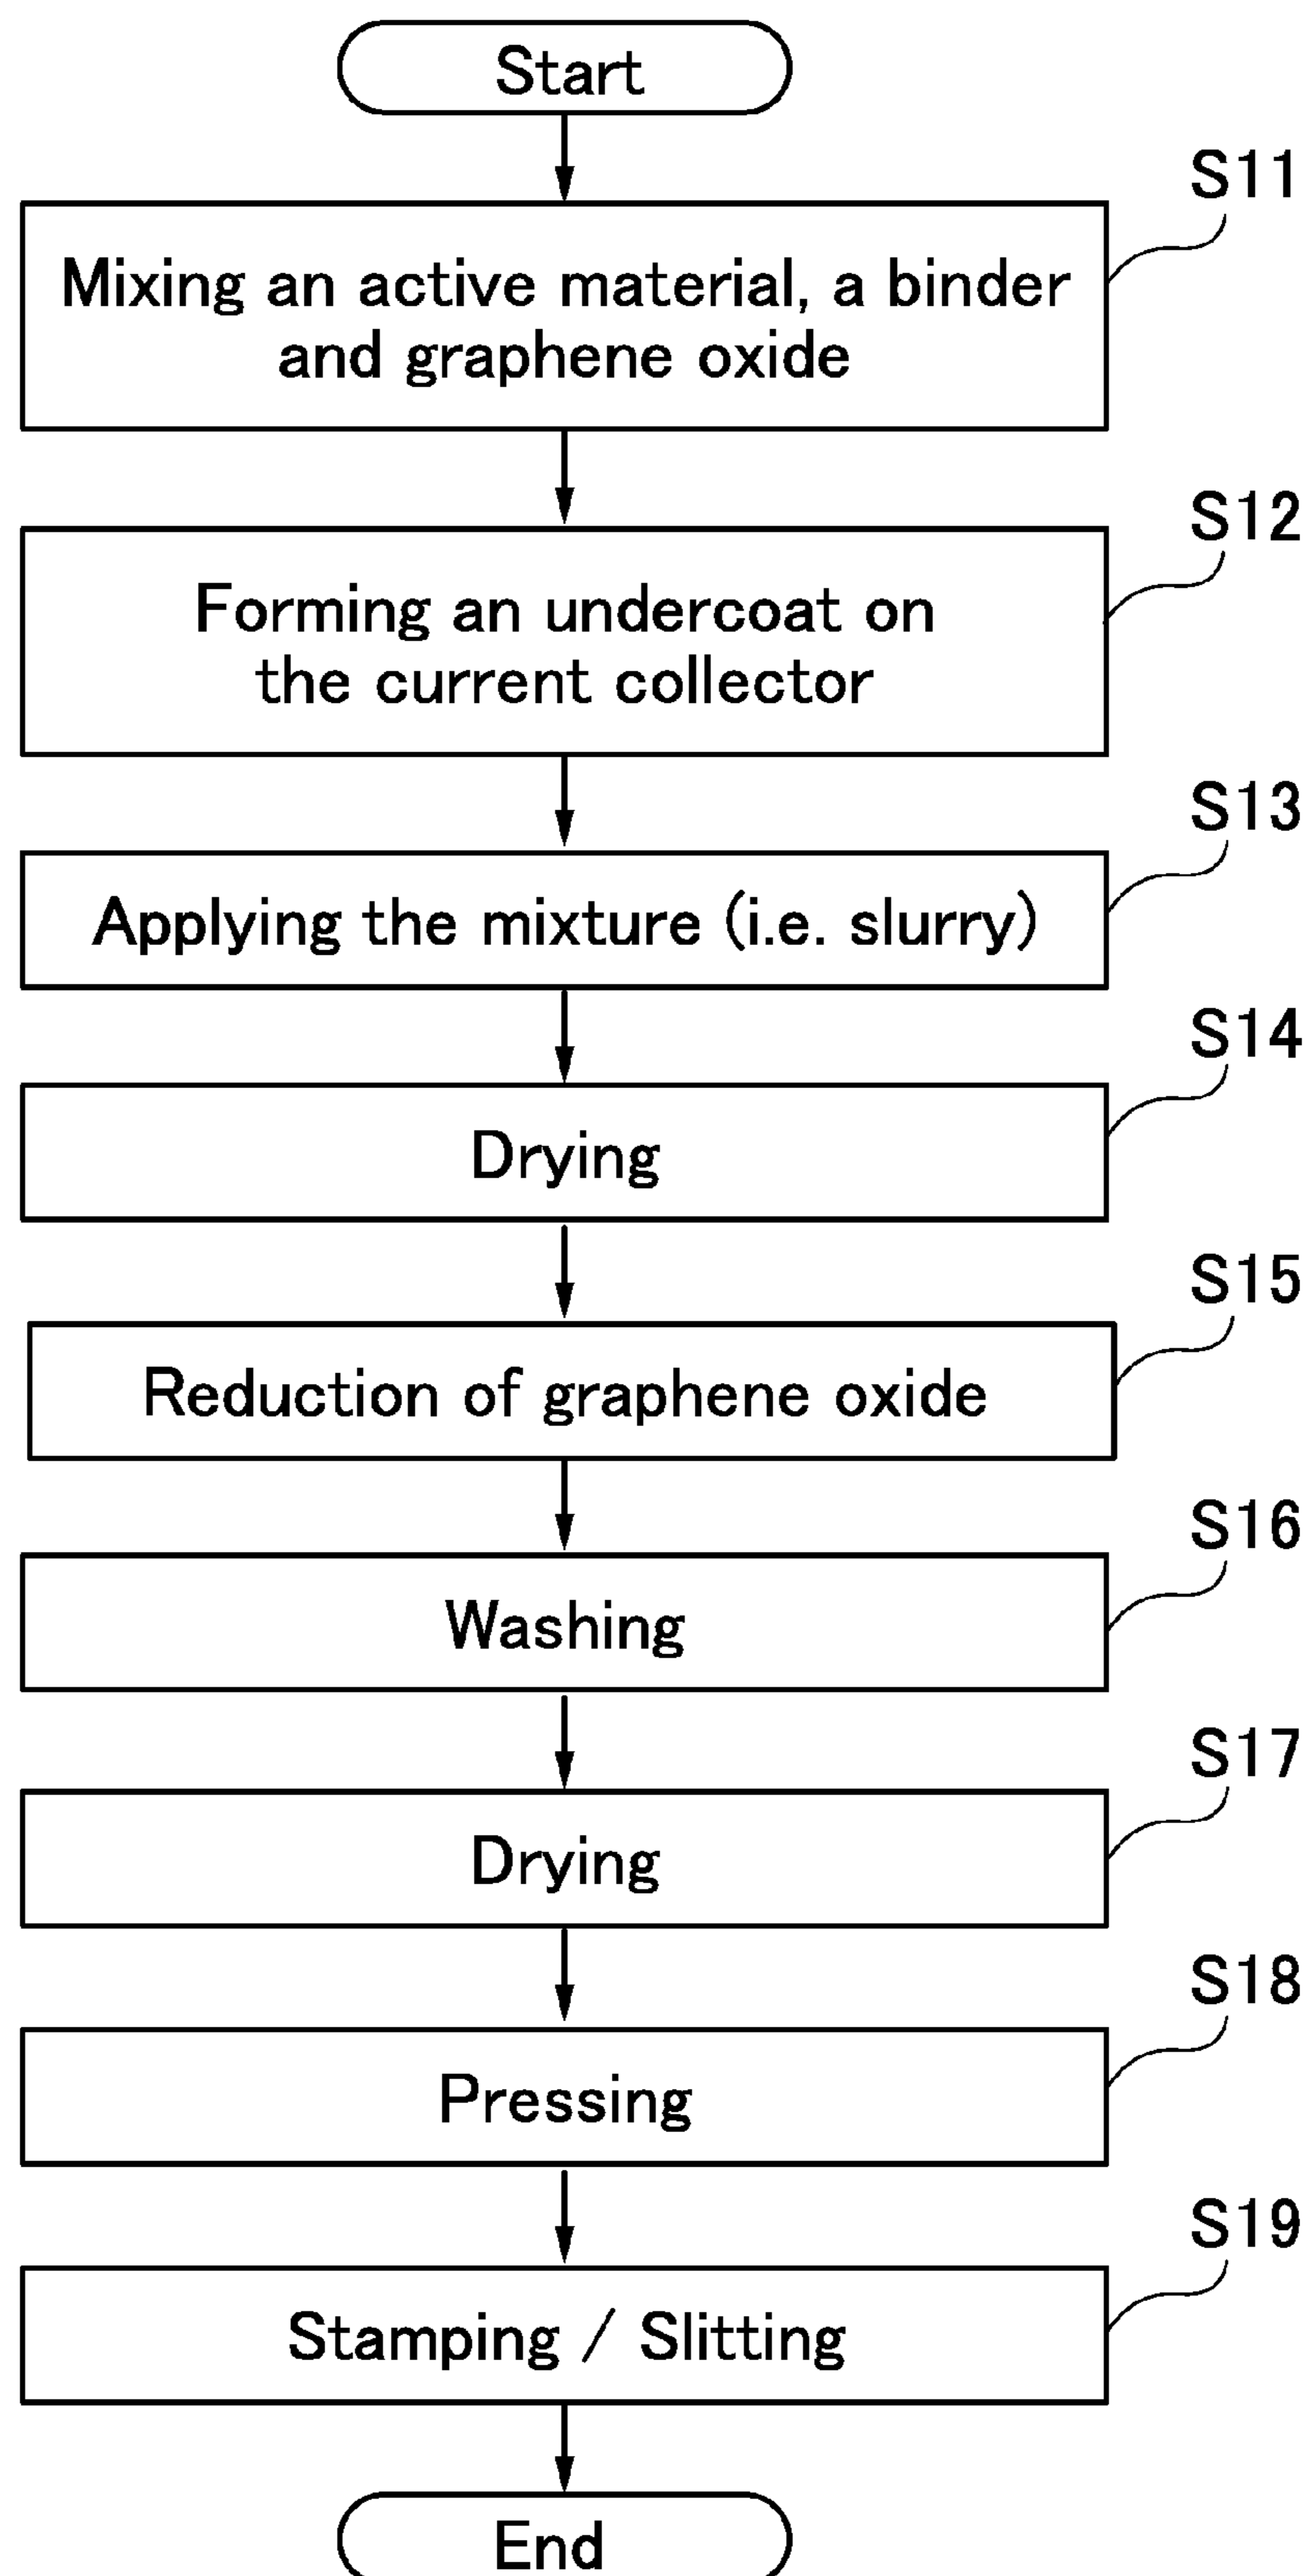 Start
S11
Mixing an active material, a binder
and graphene oxide
S12
Forming an undercoat on
the current collector
S13
Applying the mixture (i.e. slurry)
S14
Drying
S15
Reduction of graphene oxide
S16
Washing
S17
Drying
S18
Pressing
S19
Stamping / Slitting
End